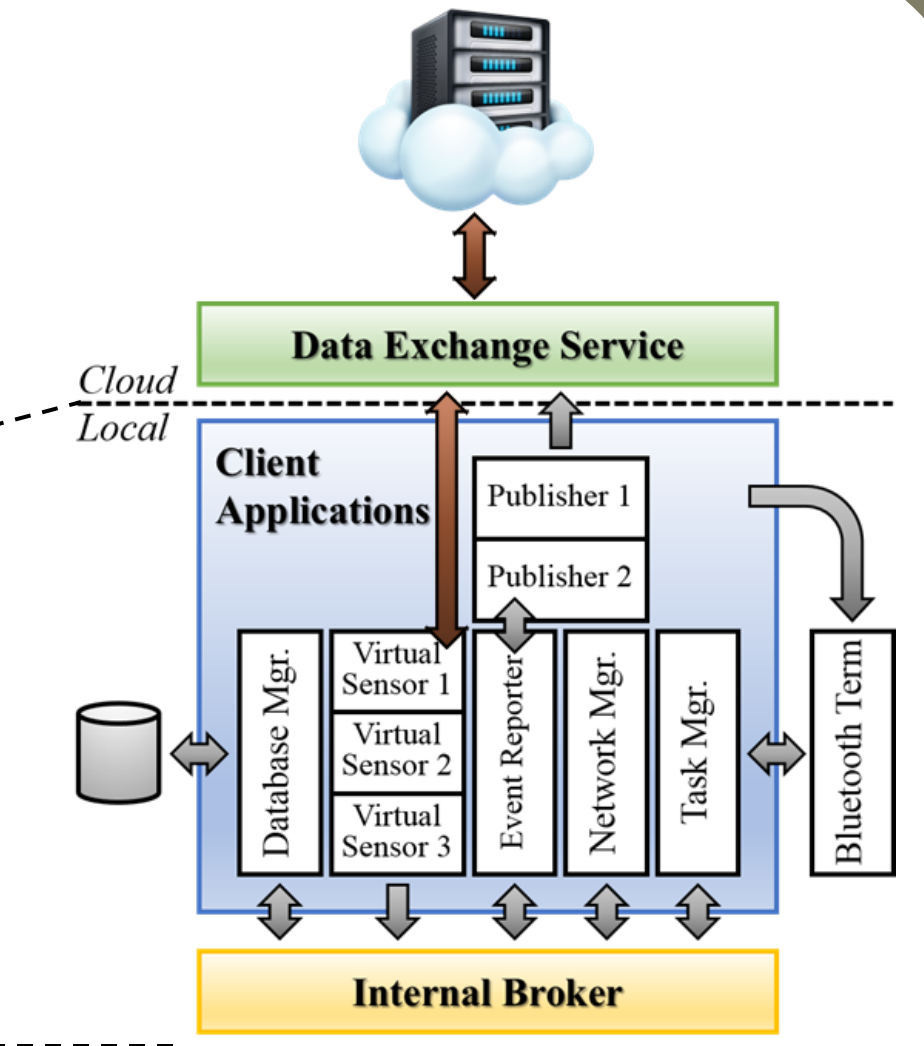 Data Exchange Service
Cloud
Local
Client
Applications
Publisher 1
Publisher 2
Database Mgr.
Virtual
Sensor 1
Virtual
Sensor 2
Virtual
Sensor 3
Event Reporter
Network Mgr.
Task Mgr.
Bluetooth Term
Internal Broker